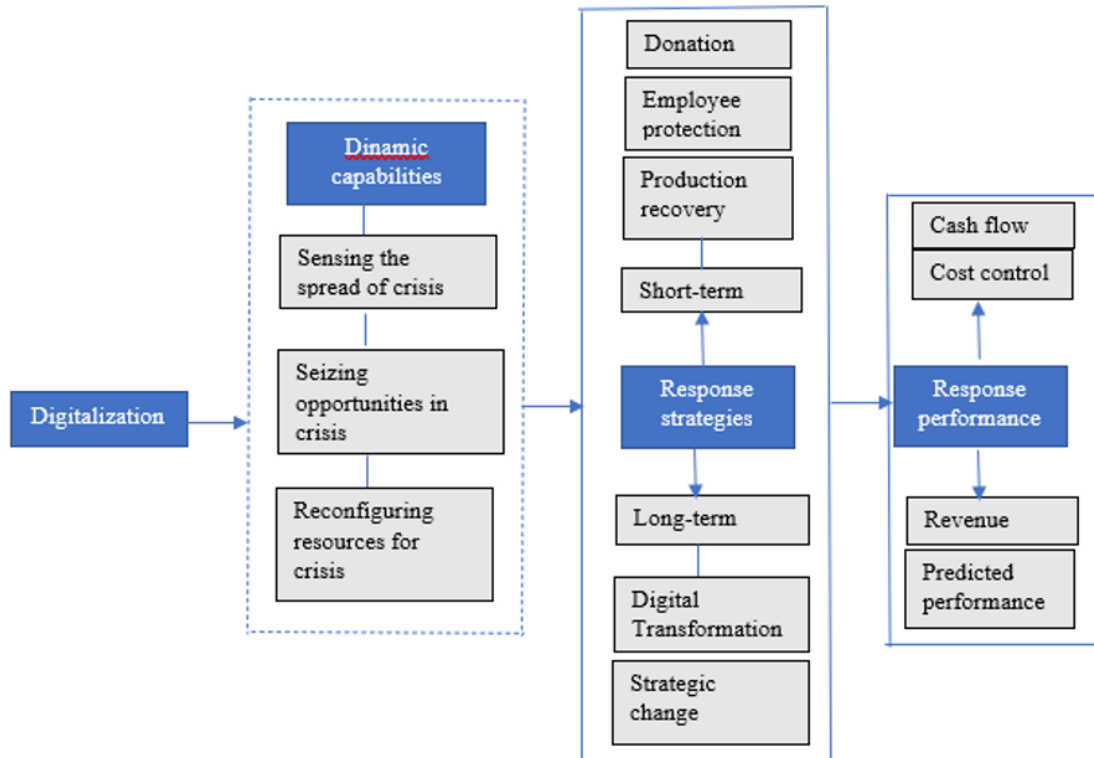 Digitalization
Dinamic
capabilities
Sensing the
spread of crisis
Seizing
opportunities in
crisis
Reconfiguring
resources for
crisis
Donation
Employee
protection
Production
recovery
Short-term
Response
strategies
Long-term
Digital
Transformation
Strategic
change
Cash flow
Cost control
Response
performance
Revenue
Predicted
performance